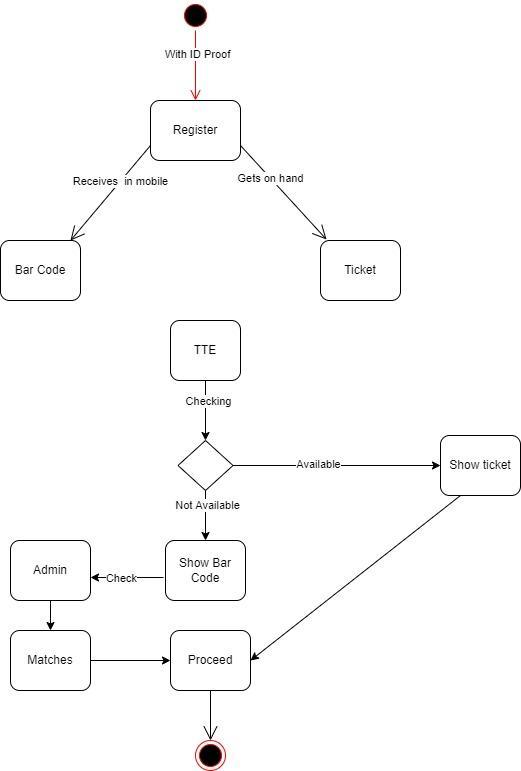 With ID Proof
Register
Receives  in mobile
Gets on hand
Bar Code
Ticket
TTE
Checking
Available
Show ticket
Not Available
Show Bar
Code
Check
Admin
Matches
Proceed